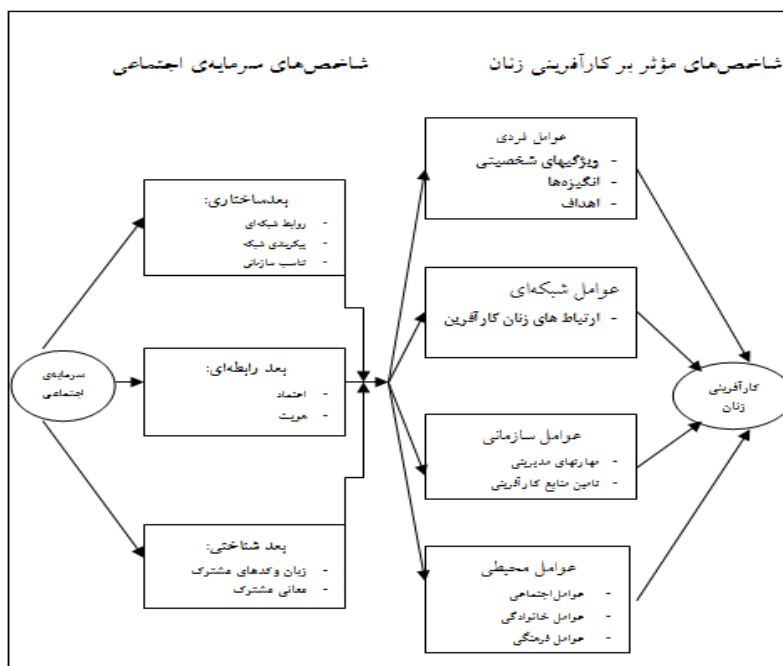 شاخص‌های مؤثر بر کارآفرینی زنان
شاخص‌های سرمایه‌ی اجتماعی
عوامل فردی
- ویژگیهای شخصیتی
- انگیزه‌ها
- اهداف
عوامل شبکه‌ای
- ارتباط های زنان کارآفرین
عوامل سازمانی
- مهارتهای مدیریتی
- تامین منابع کارآفرینی
عوامل محیطی
- عوامل اجتماعی
- عوامل خانوادگی
- عوامل فرهنگی
کارآفرینی
زنان
بعدساختاری:
- روابط شبکه‌ای
- پیکربندی شبکه
- تناسب سازمانی
بعد رابطه‌ای:
- اعتماد
- هویت
بعد شناختی:
- زبان وکدهای مشترک
- معانی مشترک
سرمایه‌ی
اجتماعی